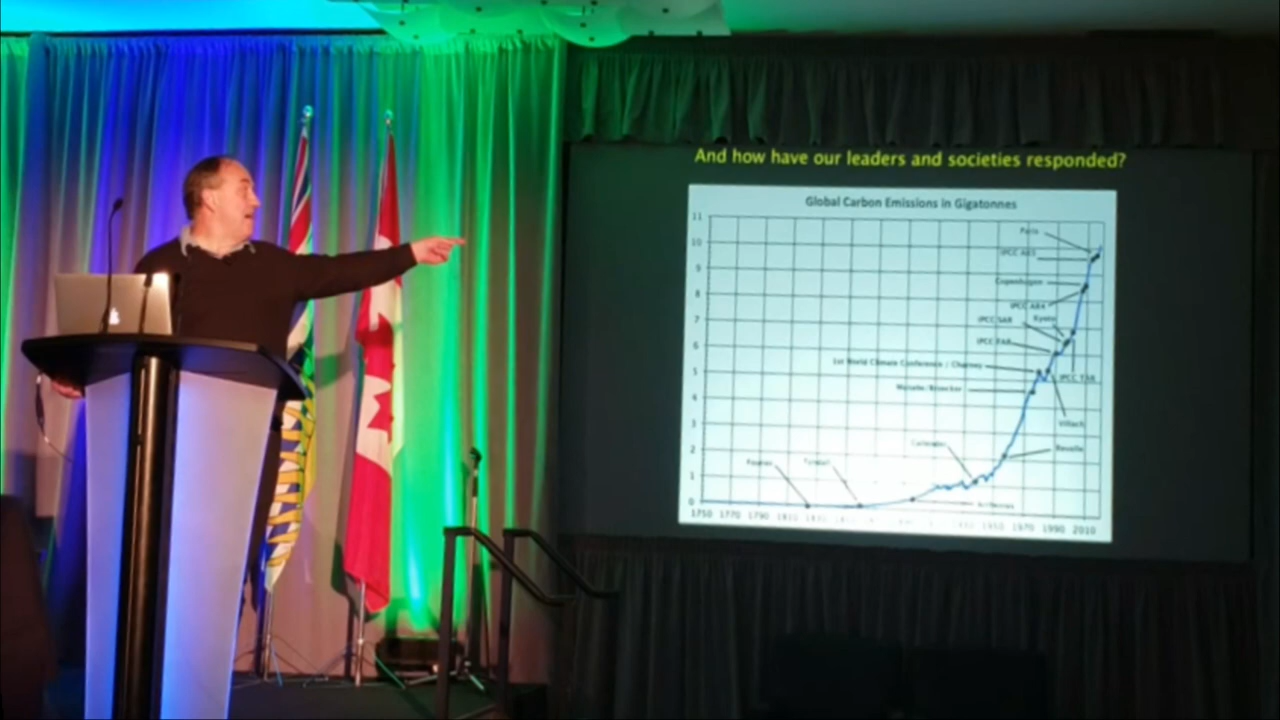 And how have our leaders and societies responded?
Global Carbon Emissions in Gigatonnes
11
10
9
8
7
6
5
4
3
2
1
0
Paris
IPCC AR5
Copenhagen
IPCC AR4
IPCC SAR Kyoto
IPCC FAR
1st World Climate Conference / Charney
IPCC TAR
Villach
Revelle
Callendar
Fourier Tyndall
Arrhenius
1750 1770 1790 1950 1970 1990 2010